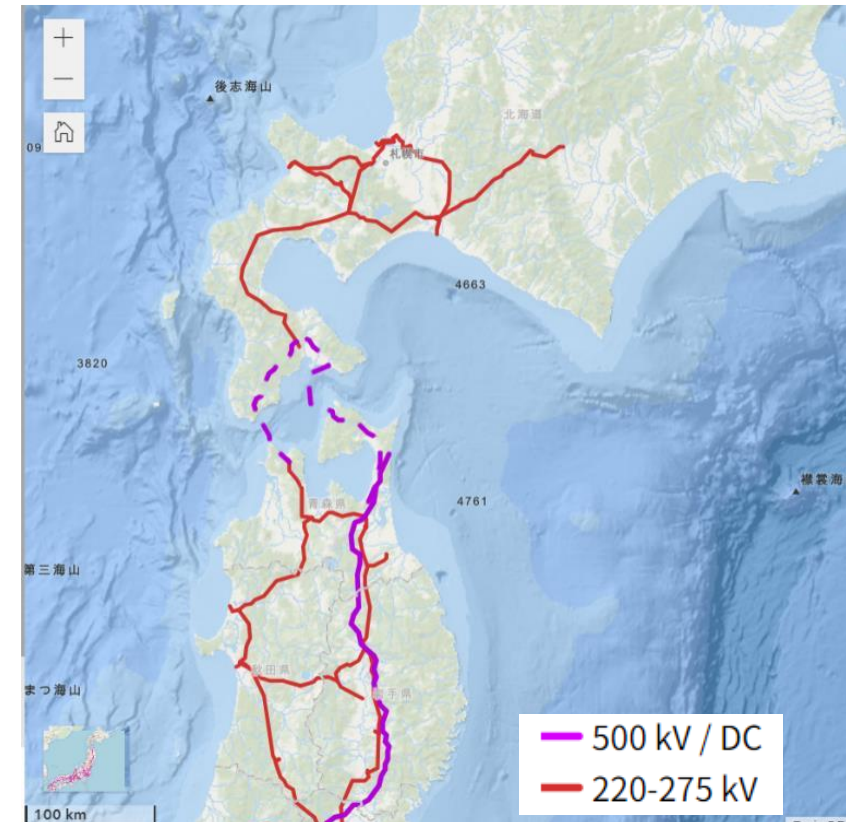 +
後志海山
−
北海道
09
札幌市
4663
3820
襟裳海
4761
青森県
第三海山
秋田県
まつ海山
岩手県
500 kV / DC
220-275 kV
100 km